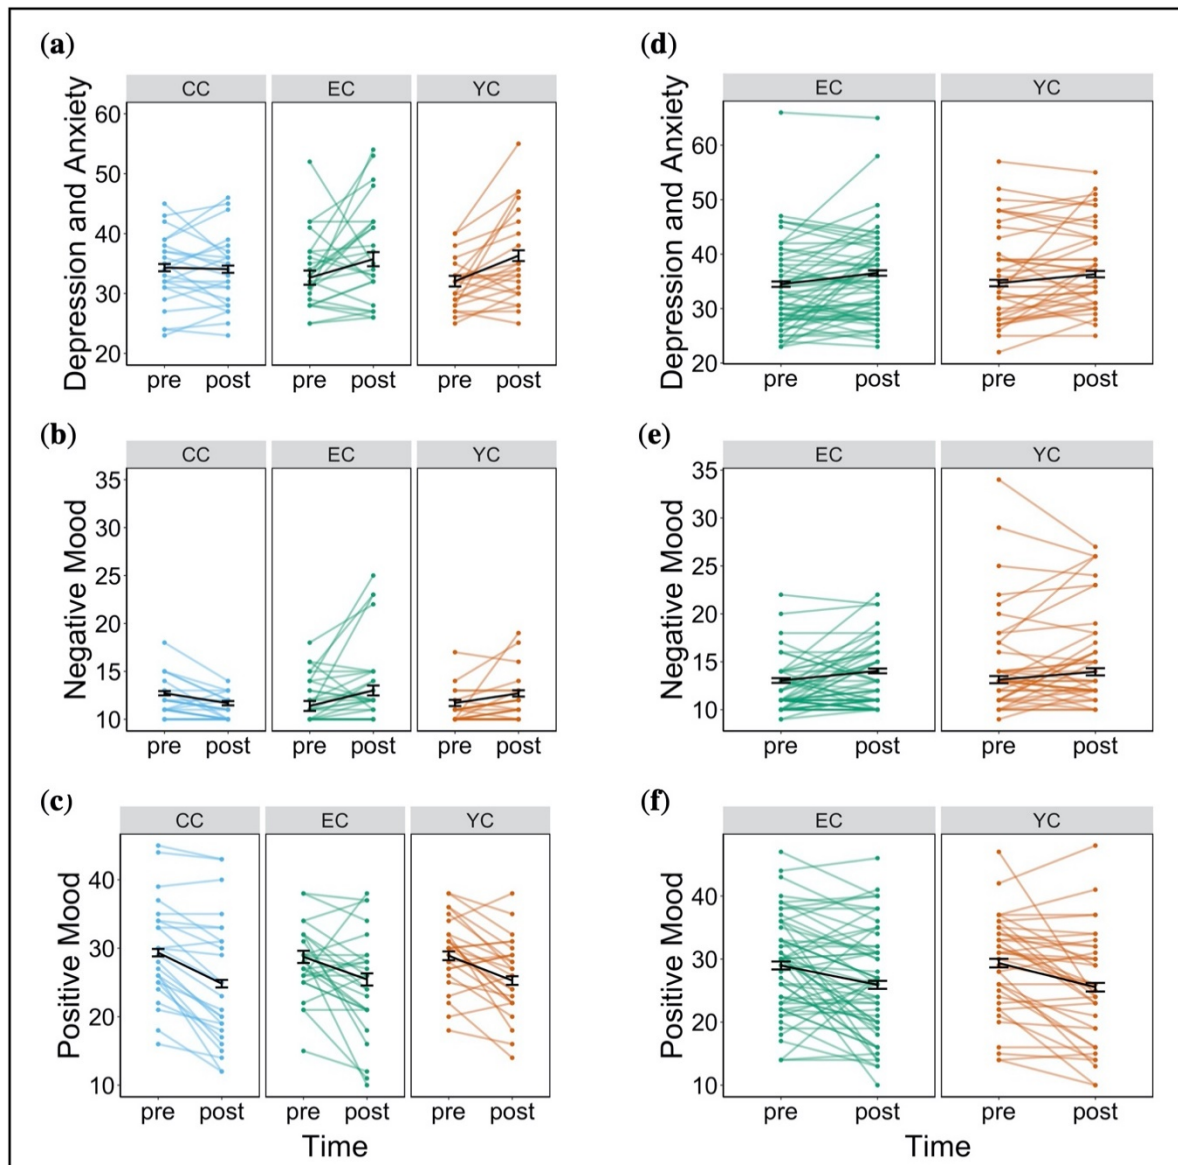 (a)
CC EC YC
Depression and Anxiety
60
50
40
30
20
pre post pre post pre post
(d)
EC YC
Depression and Anxiety
60
50
40
30
20
pre post pre post
(b)
CC EC YC
Negative Mood
35
30
25
20
15
10
pre post pre post pre post
(e)
EC YC
Negative Mood
35
30
25
20
15
10
pre post pre post
(c)
CC EC YC
Positive Mood
40
30
20
10
pre post pre post pre post
Time
(f)
EC YC
Positive Mood
40
30
20
10
pre post pre post
Time